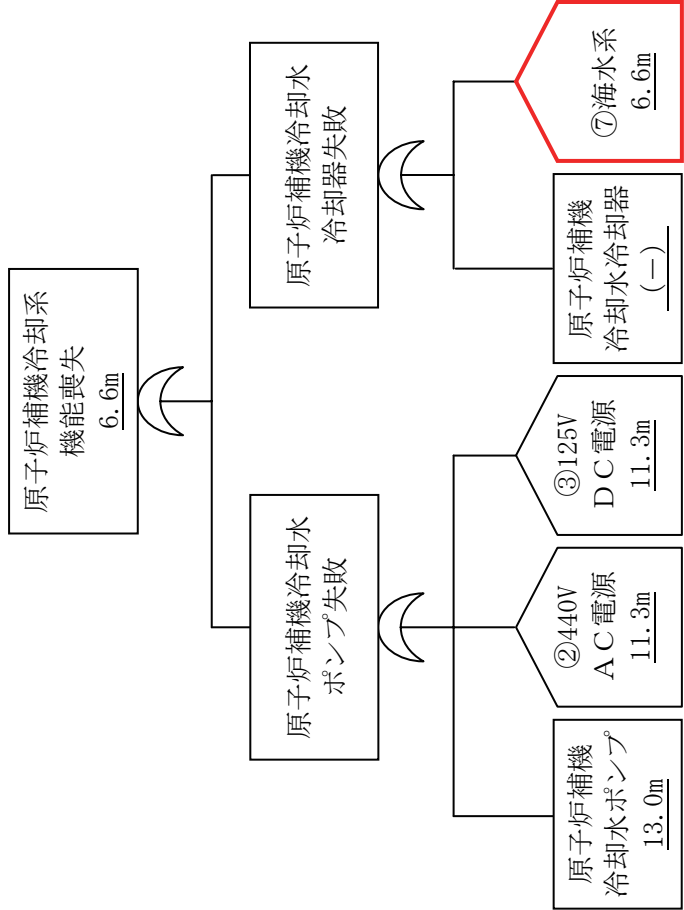 原子炉補機冷却系
機能喪失
6.6m
原子炉補機冷却水
ポンプ失敗
原子炉補機冷却水
冷却器失敗
原子炉補機
冷却水ポンプ
13.0m
②440V
ＡＣ電源
11.3m
③125V
ＤＣ電源
11.3m
原子炉補機
冷却水冷却器
(－)
⑦海水系
6.6m